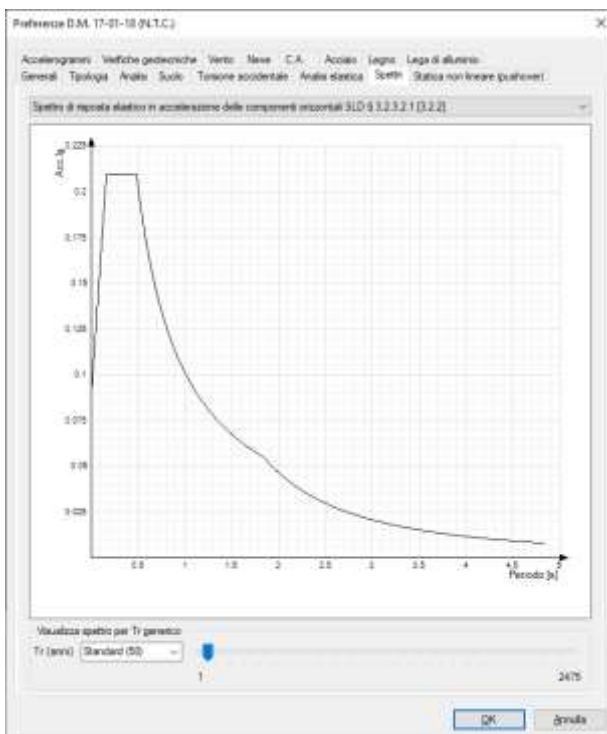 Preferenze D.M. 17-01-18 (N.T.C.)
Accelerogrammi Verifiche geotecniche Vento Neve C.A. Acciaio Legno Lega di alluminio
Generali Tipologia Analisi Suolo Torsione accidentale Analisi elastica Spettri Statica non lineare (pushover)
Spettro di risposta elastico in accelerazione delle componenti orizzontali SLD § 3.2.3.2.1 [3.2.2]
Acc.\g
0.225
0.2
0.175
0.15
0.125
0.1
0.075
0.05
0.025
0.5 1 1.5 2 2.5 3 3.5 4 4.5 5
Periodo [s]
Visualizza spettro per Tr generico
Tr (anni) Standard (50)
1 2475
OK Annulla